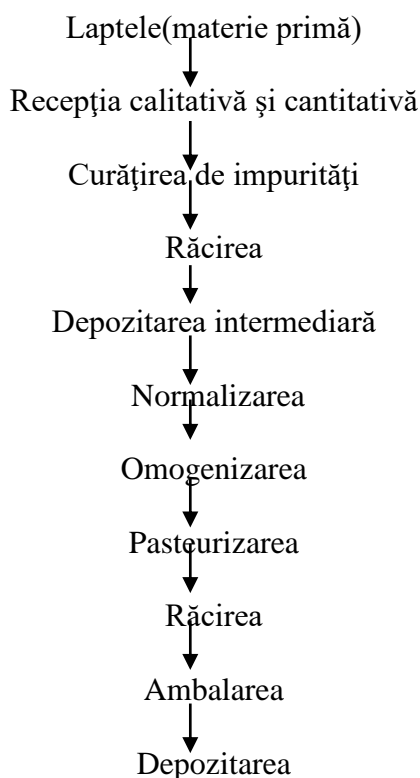 Laptele(materie primă)
Recepţia calitativă şi cantitativă
Curăţirea de impurităţi
Răcirea
Depozitarea intermediară
Normalizarea
Omogenizarea
Pasteurizarea
Răcirea
Ambalarea
Depozitarea